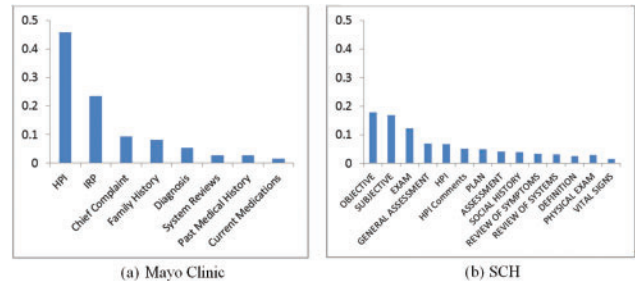 0.5
0.4
0.3
0.2
0.1
0
HPI
IRP
Chief Complaint
Family History
Diagnosis
System Reviews
Past Medical History
Current Medications
(a) Mayo Clinic
0.5
0.4
0.3
0.2
0.1
0
OBJECTIVE
SUBJECTIVE
EXAM
GENERAL ASSESSMENT
HPI
HPI Comments
PLAN
ASSESSMENT
SOCIAL HISTORY
REVIEW OF SYMPTOMS
REVIEW OF SYSTEMS
DEFINITION
PHYSICAL EXAM
VITAL SIGNS
(b) SCH